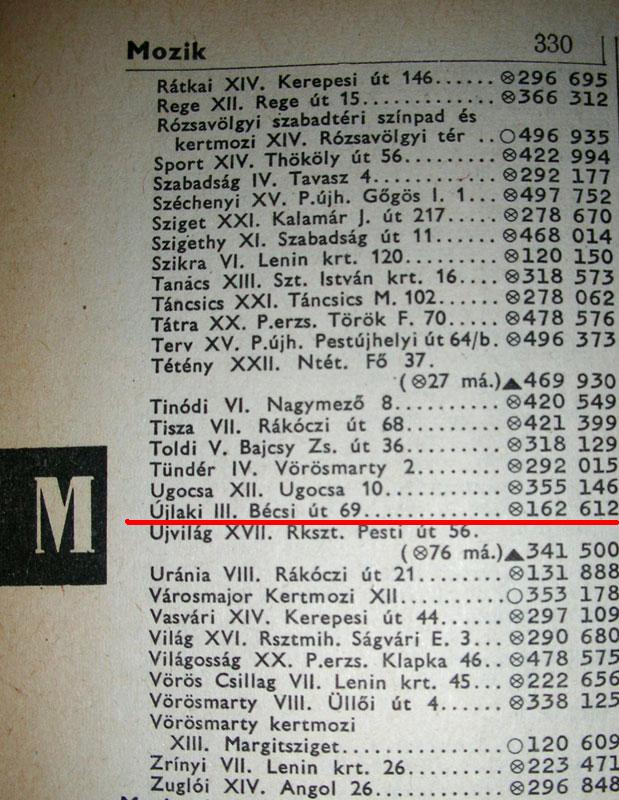 Mozik 330
Rátkai XIV. Kerepesi út 146...... ⊗296 695
Rege XII. Rege út 15............. ⊗366 312
Rózsavölgyi szabadtéri színpad és
kertmozi XIV. Rózsavölgyi tér .. ○496 935
Sport XIV. Thököly út 56......... ⊗422 994
Szabadság IV. Tavasz 4........... ⊗292 177
Széchenyi XV. P.újh. Gőgös I. 1... ⊗497 752
Sziget XXI. Kalamár J. út 217..... ⊗278 670
Szigethy XI. Szabadság út 11...... ⊗468 014
Szikra VI. Lenin krt. 120......... ⊗120 150
Tanács XIII. Szt. István krt. 16.... ⊗318 573
Táncsics XXI. Táncsics M. 102...... ⊗278 062
Tátra XX. P.erzs. Török F. 70..... ⊗478 576
Terv XV. P.újh. Pestújhelyi út 64/b. ⊗496 373
Tétény XXII. Ntét. Fő 37.
(⊗27 má.)▲469 930
Tinódi VI. Nagymező 8.......... ⊗420 549
Tisza VII. Rákóczi út 68......... ⊗421 399
Toldi V. Bajcsy Zs. út 36........ ⊗318 129
Tündér IV. Vörösmarty 2........ ⊗292 015
Ugocsa XII. Ugocsa 10........... ⊗355 146
Újlaki III. Bécsi út 69............ ⊗162 612
Ujvilág XVII. Rkszt. Pesti út 56.
(⊗76 má.)▲341 500
M
Uránia VIII. Rákóczi út 21........ ⊗131 888
Városmajor Kertmozi XII......... ○353 178
Vasvári XIV. Kerepesi út 44....... ⊗297 109
Világ XVI. Rsztmih. Ságvári E. 3... ⊗290 680
Világosság XX. P.erzs. Klapka 46.. ⊗478 575
Vörös Csillag VII. Lenin krt. 45... ⊗222 656
Vörösmarty VIII. Üllői út 4....... ⊗338 125
Vörösmarty kertmozi
XIII. Margitsziget............... ○120 609
Zrínyi VII. Lenin krt. 26......... ⊗223 471
Zuglói XIV. Angol 26............ ⊗296 848